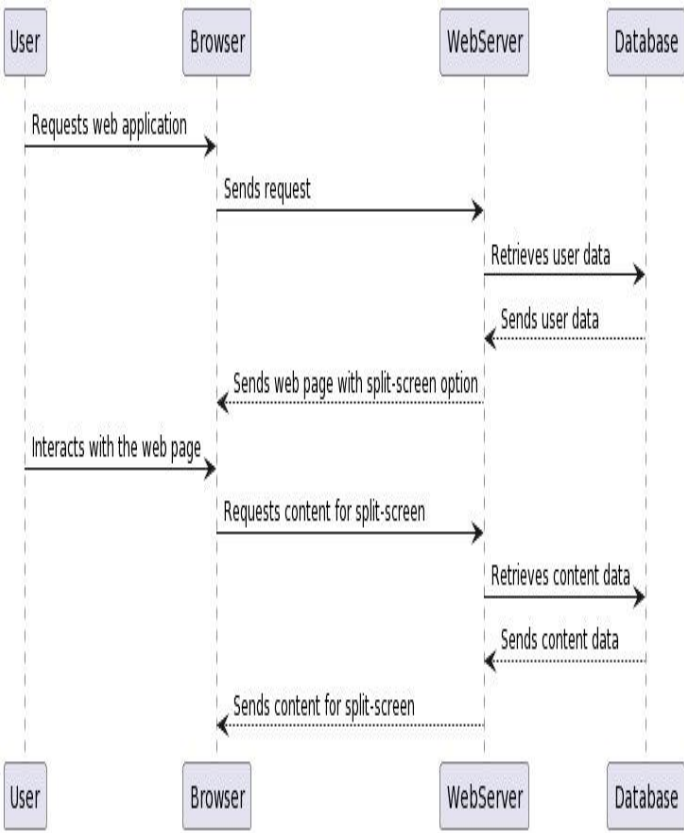 User
Browser
WebServer
Database
Requests web application
Sends request
Retrieves user data
Sends user data
Sends web page with split-screen option
Interacts with the web page
Requests content for split-screen
Retrieves content data
Sends content data
Sends content for split-screen
User
Browser
WebServer
Database